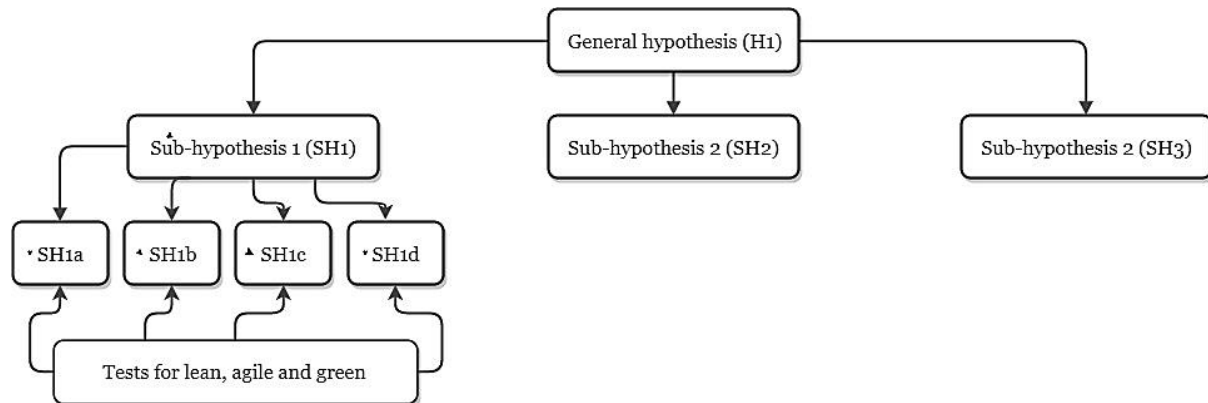 General hypothesis (H1)
Sub-hypothesis 1 (SH1)
Sub-hypothesis 2 (SH2)
Sub-hypothesis 2 (SH3)
SH1a
SH1b
SH1c
SH1d
Tests for lean, agile and green